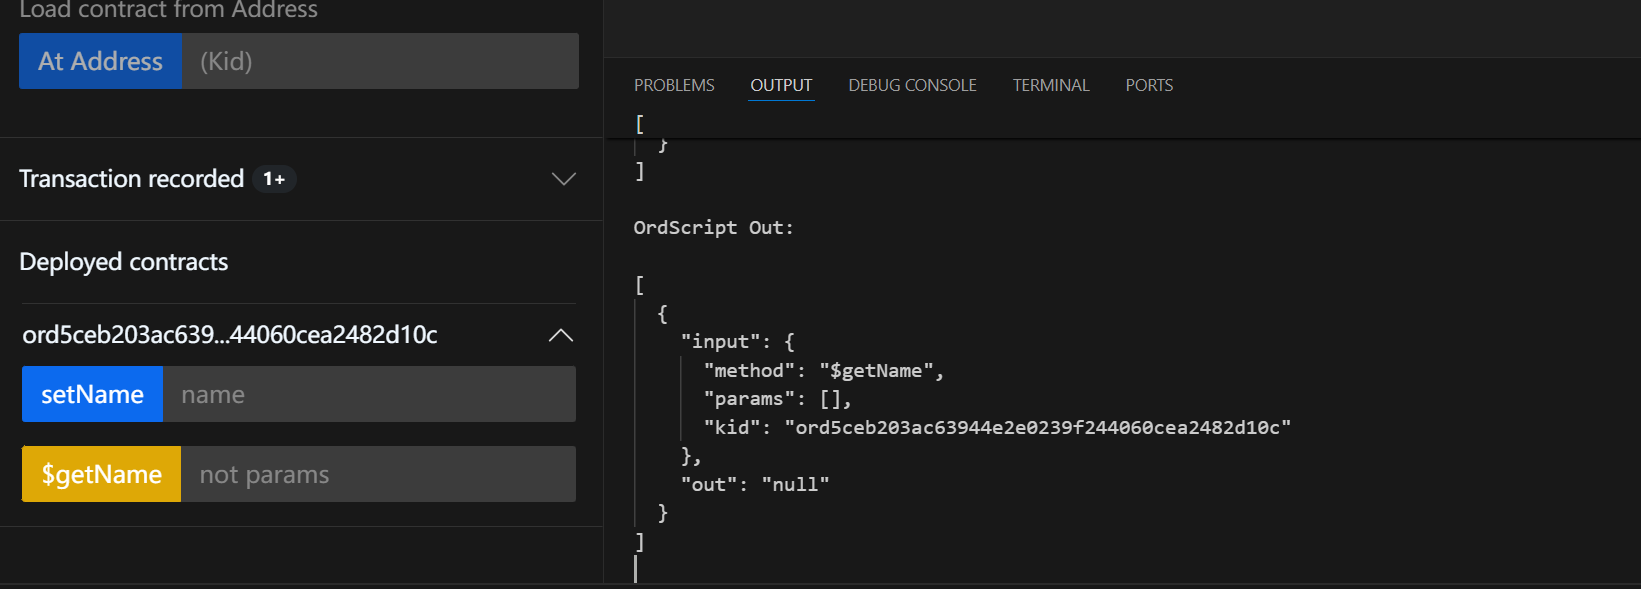 Load contract from Address
At Address (Kid)
Transaction recorded 1+
Deployed contracts
ord5ceb203ac639...44060cea2482d10c
setName name
$getName not params
PROBLEMS OUTPUT DEBUG CONSOLE TERMINAL PORTS
[
}
]
OrdScript Out:
[
{
"input": {
"method": "$getName",
"params": [],
"kid": "ord5ceb203ac63944e2e0239f244060cea2482d10c"
},
"out": "null"
}
]